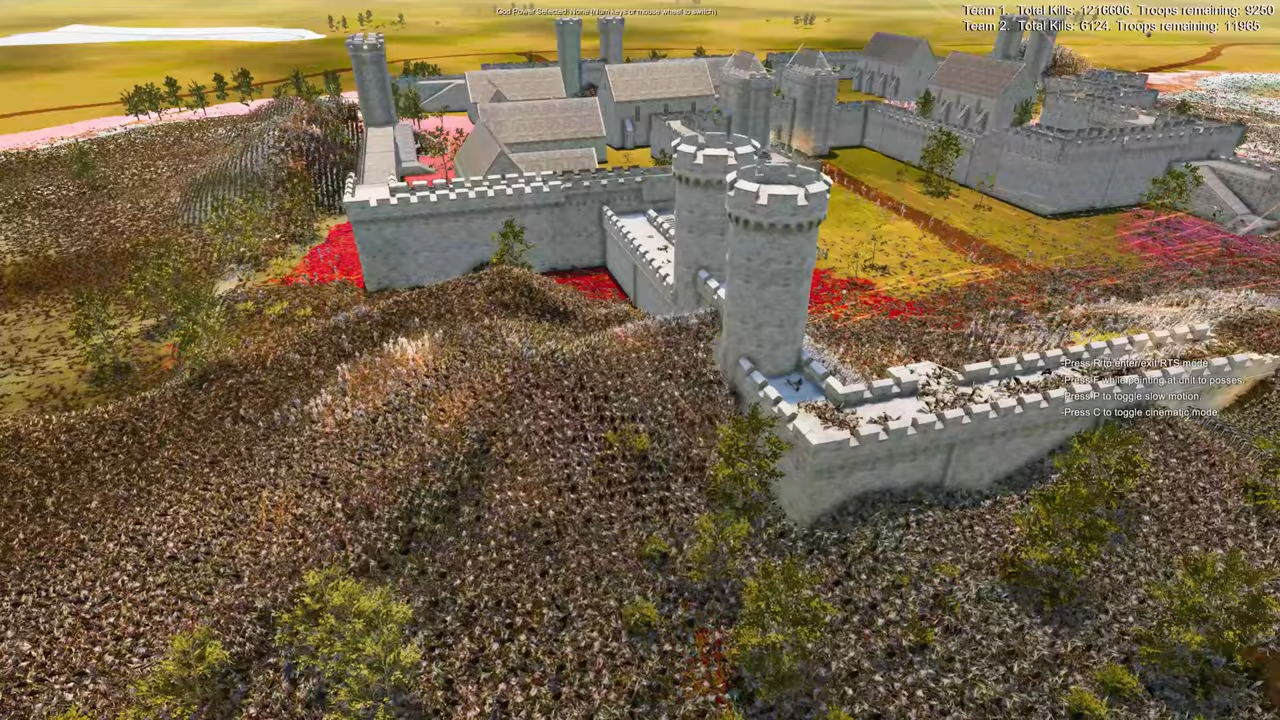 God Power Selected: None (Num keys or mouse wheel to switch)
Team 1. Total Kills: 1216606. Troops remaining: 9250
Team 2. Total Kills: 6124. Troops remaining: 11965
-Press R to enter/exit RTS mode.
-Press F while pointing at unit to posses.
-Press P to toggle slow motion.
-Press C to toggle cinematic mode.